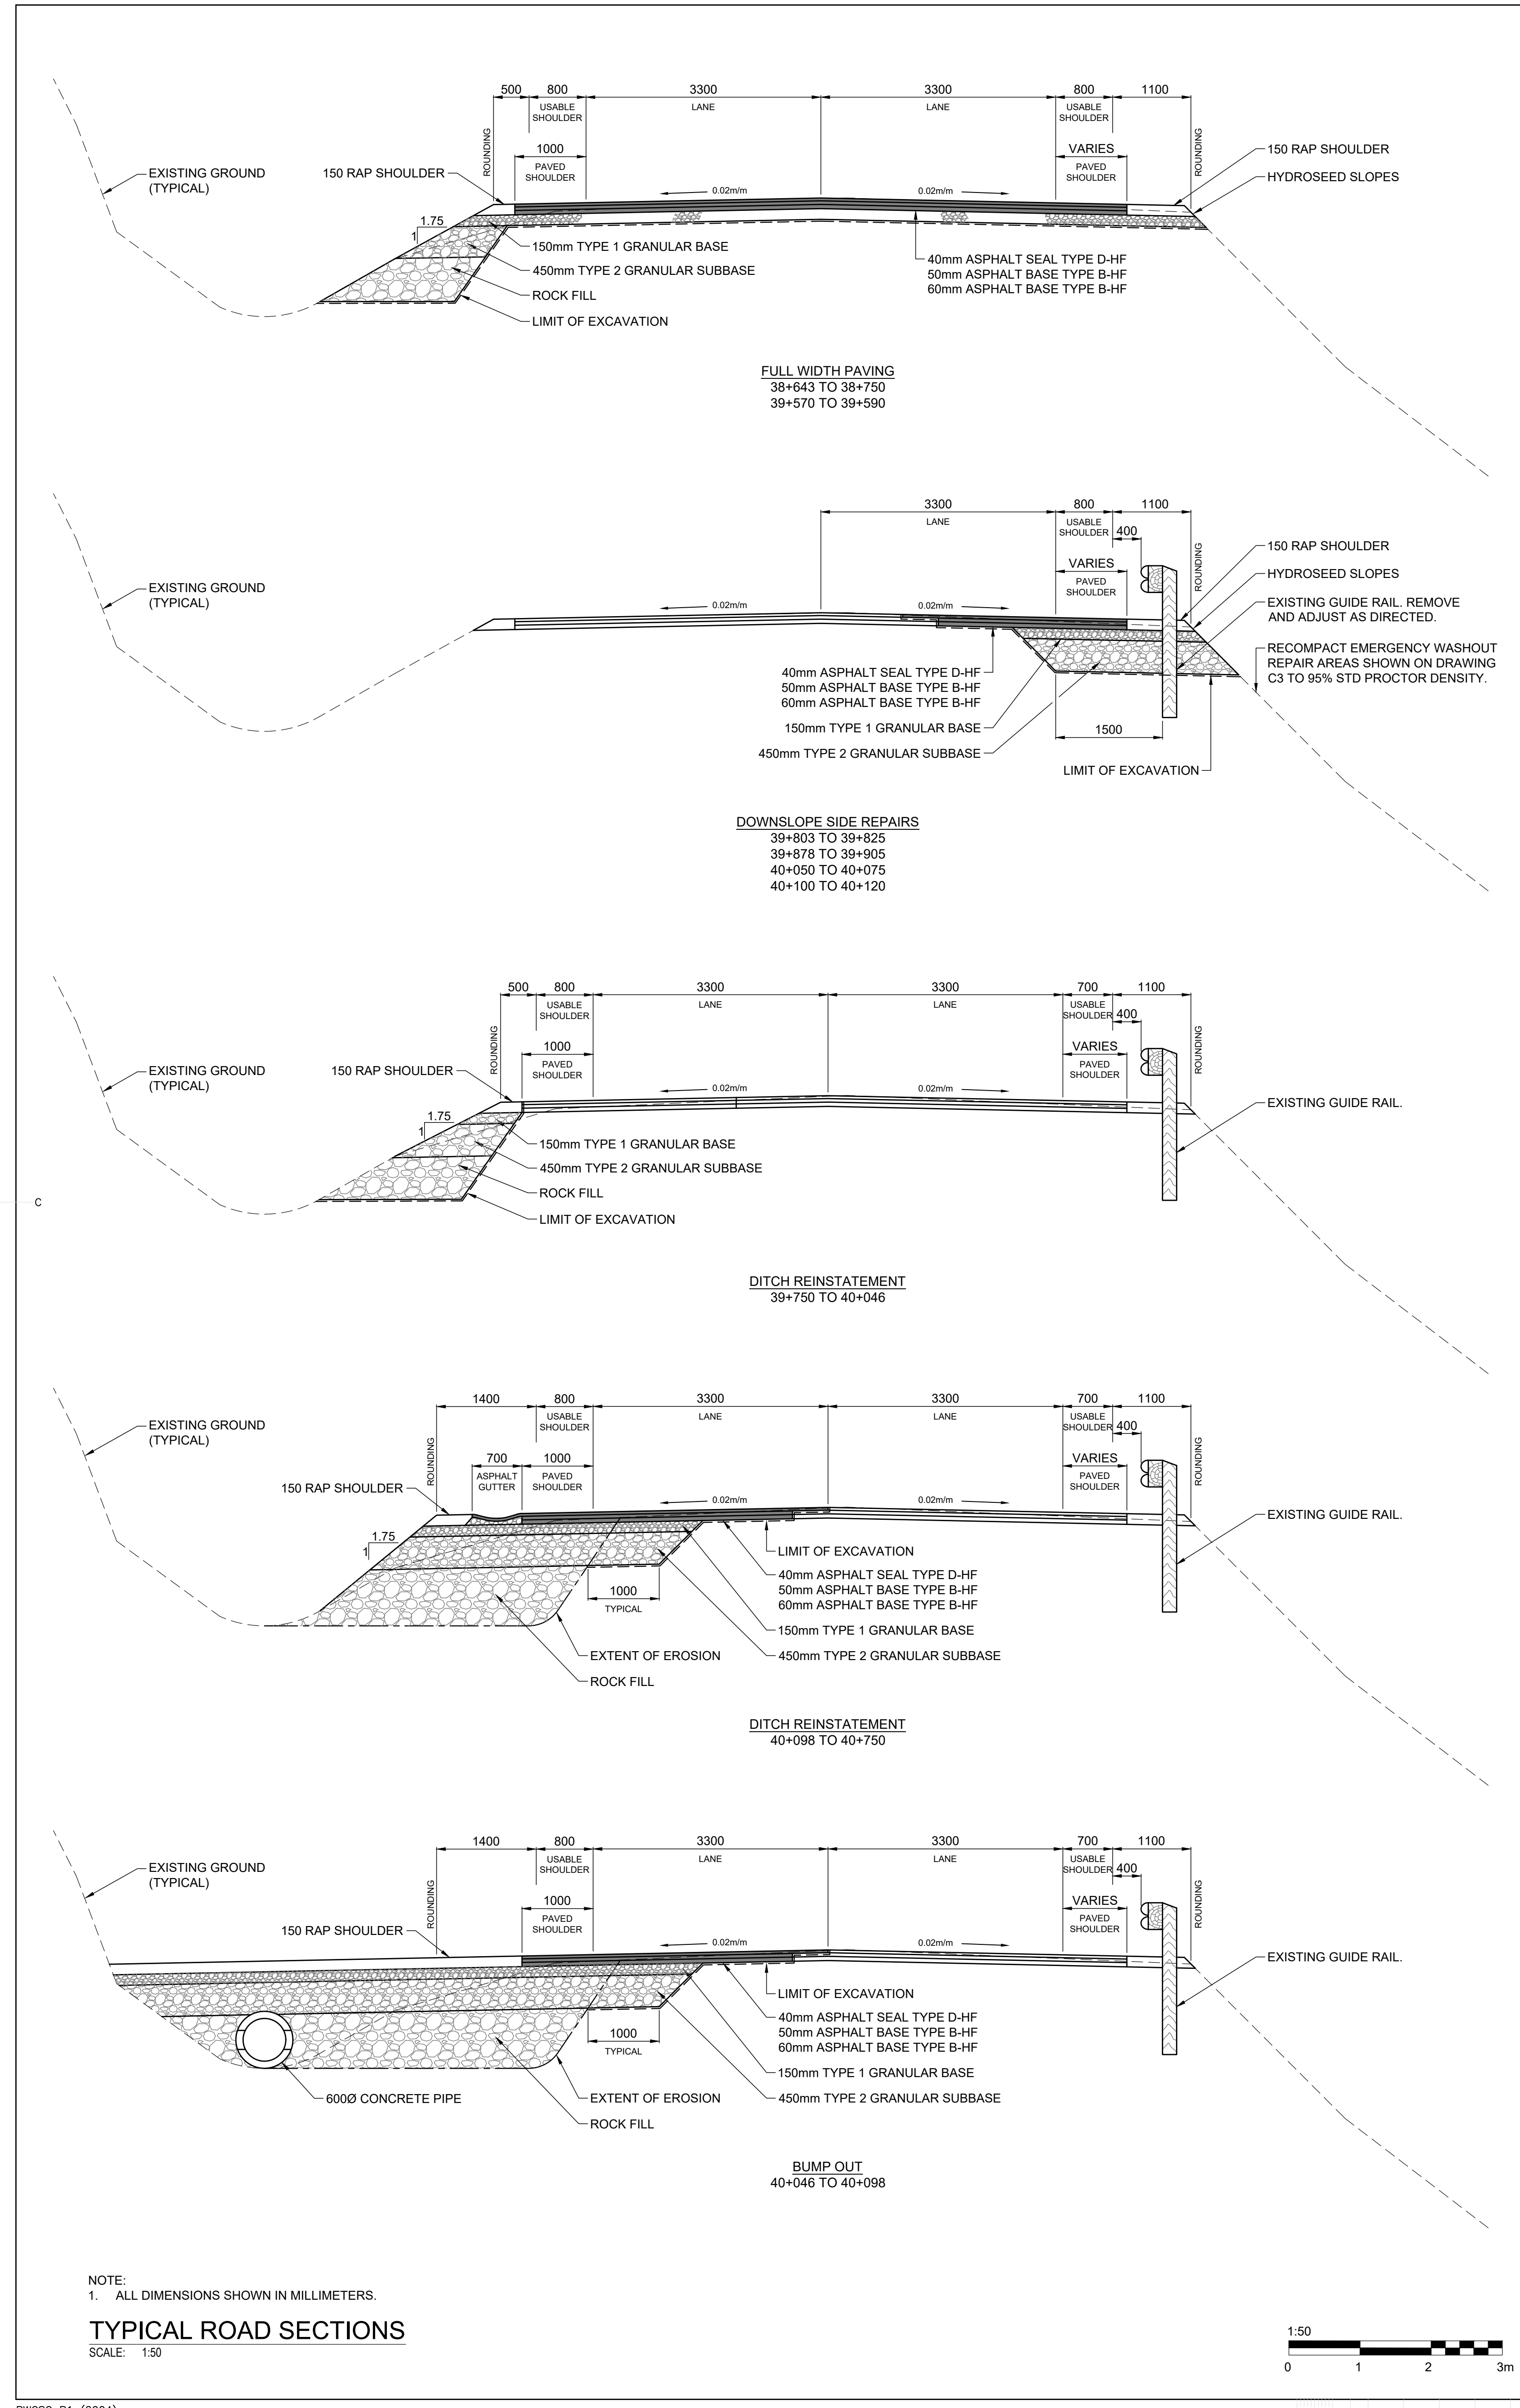 500 800 3300 3300 800 1100
USABLE SHOULDER LANE LANE USABLE SHOULDER
ROUNDING
1000
PAVED SHOULDER
VARIES
PAVED SHOULDER
ROUNDING
EXISTING GROUND
(TYPICAL)
150 RAP SHOULDER
0.02m/m 0.02m/m
150 RAP SHOULDER
HYDROSEED SLOPES
1.75
1
150mm TYPE 1 GRANULAR BASE
450mm TYPE 2 GRANULAR SUBBASE
ROCK FILL
LIMIT OF EXCAVATION
40mm ASPHALT SEAL TYPE D-HF
50mm ASPHALT BASE TYPE B-HF
60mm ASPHALT BASE TYPE B-HF
FULL WIDTH PAVING
38+643 TO 38+750
39+570 TO 39+590
3300 800 1100
LANE USABLE SHOULDER 400
VARIES
PAVED SHOULDER
ROUNDING
EXISTING GROUND
(TYPICAL)
0.02m/m 0.02m/m
150 RAP SHOULDER
HYDROSEED SLOPES
EXISTING GUIDE RAIL. REMOVE
AND ADJUST AS DIRECTED.
RECOMPACT EMERGENCY WASHOUT
REPAIR AREAS SHOWN ON DRAWING
C3 TO 95% STD PROCTOR DENSITY.
40mm ASPHALT SEAL TYPE D-HF
50mm ASPHALT BASE TYPE B-HF
60mm ASPHALT BASE TYPE B-HF
150mm TYPE 1 GRANULAR BASE
450mm TYPE 2 GRANULAR SUBBASE
1500
LIMIT OF EXCAVATION
DOWNSLOPE SIDE REPAIRS
39+803 TO 39+825
39+878 TO 39+905
40+050 TO 40+075
40+100 TO 40+120
500 800 3300 3300 700 1100
USABLE SHOULDER LANE LANE USABLE SHOULDER 400
ROUNDING
1000
PAVED SHOULDER
VARIES
PAVED SHOULDER
ROUNDING
EXISTING GROUND
(TYPICAL)
150 RAP SHOULDER
0.02m/m 0.02m/m
EXISTING GUIDE RAIL.
1.75
1
150mm TYPE 1 GRANULAR BASE
450mm TYPE 2 GRANULAR SUBBASE
ROCK FILL
LIMIT OF EXCAVATION
C
DITCH REINSTATEMENT
39+750 TO 40+046
1400 800 3300 3300 700 1100
USABLE SHOULDER LANE LANE USABLE SHOULDER 400
ROUNDING
700
ASPHALT GUTTER
1000
PAVED SHOULDER
VARIES
PAVED SHOULDER
ROUNDING
EXISTING GROUND
(TYPICAL)
150 RAP SHOULDER
0.02m/m 0.02m/m
EXISTING GUIDE RAIL.
1.75
1
LIMIT OF EXCAVATION
40mm ASPHALT SEAL TYPE D-HF
50mm ASPHALT BASE TYPE B-HF
60mm ASPHALT BASE TYPE B-HF
1000
TYPICAL
150mm TYPE 1 GRANULAR BASE
450mm TYPE 2 GRANULAR SUBBASE
EXTENT OF EROSION
ROCK FILL
DITCH REINSTATEMENT
40+098 TO 40+750
1400 800 3300 3300 700 1100
USABLE SHOULDER LANE LANE USABLE SHOULDER 400
ROUNDING
1000
PAVED SHOULDER
VARIES
PAVED SHOULDER
ROUNDING
EXISTING GROUND
(TYPICAL)
150 RAP SHOULDER
0.02m/m 0.02m/m
EXISTING GUIDE RAIL.
LIMIT OF EXCAVATION
40mm ASPHALT SEAL TYPE D-HF
50mm ASPHALT BASE TYPE B-HF
60mm ASPHALT BASE TYPE B-HF
1000
TYPICAL
150mm TYPE 1 GRANULAR BASE
450mm TYPE 2 GRANULAR SUBBASE
600Ø CONCRETE PIPE
EXTENT OF EROSION
ROCK FILL
BUMP OUT
40+046 TO 40+098
NOTE:
1. ALL DIMENSIONS SHOWN IN MILLIMETERS.
TYPICAL ROAD SECTIONS
SCALE: 1:50
1:50
0 1 2 3m